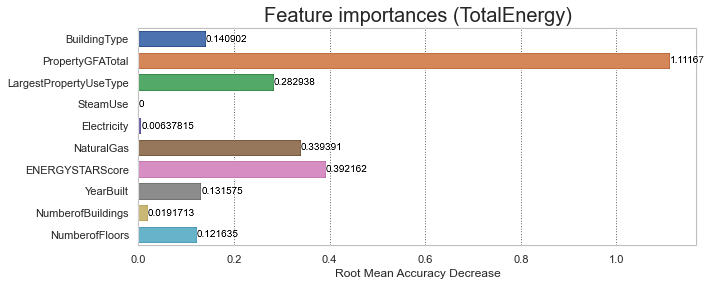 Feature importances (TotalEnergy)
BuildingType 0.140902
PropertyGFATotal 1.11167
LargestPropertyUseType 0.282938
SteamUse 0
Electricity 0.00637815
NaturalGas 0.339391
ENERGYSTARScore 0.392162
YearBuilt 0.131575
NumberofBuildings 0.0191713
NumberofFloors 0.121635
0.0 0.2 0.4 0.6 0.8 1.0
Root Mean Accuracy Decrease